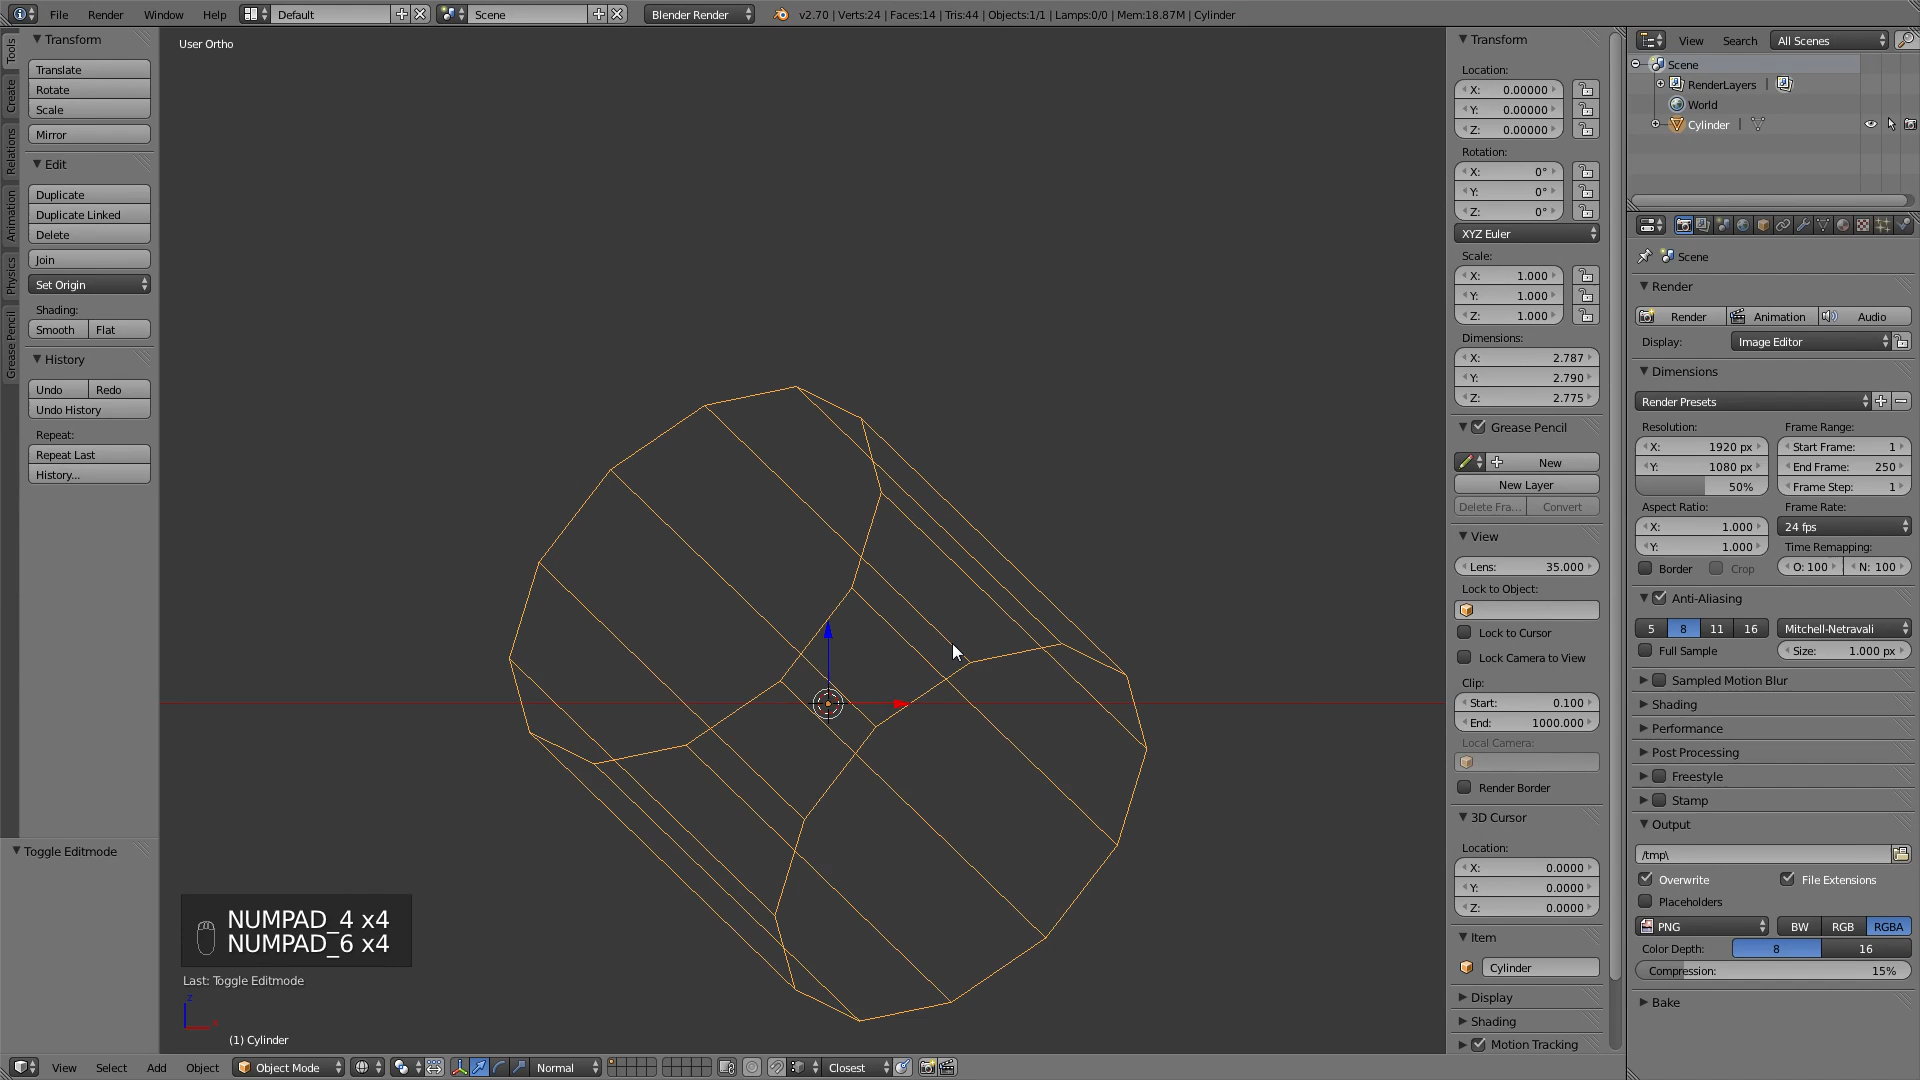 File Render Window Help Default Scene Blender Render v2.70 | Verts:24 | Faces:14 | Tris:44 | Objects:1/1 | Lamps:0/0 | Mem:18.87M | Cylinder
Tools
Create
Relations
Animation
Physics
Grease Pencil
Transform
Translate
Rotate
Scale
Mirror
Edit
Duplicate
Duplicate Linked
Delete
Join
Set Origin
Shading:
Smooth Flat
History
Undo Redo
Undo History
Repeat:
Repeat Last
History...
Toggle Editmode
User Ortho
NUMPAD_4 x4
NUMPAD_6 x4
Last: Toggle Editmode
z
(1) Cylinder
View Select Add Object Object Mode Normal Closest
Transform
Location:
X: 0.00000
Y: 0.00000
Z: 0.00000
Rotation:
X: 0°
Y: 0°
Z: 0°
XYZ Euler
Scale:
X: 1.000
Y: 1.000
Z: 1.000
Dimensions:
X: 2.787
Y: 2.790
Z: 2.775
Grease Pencil
New
New Layer
Delete Fra... Convert
View
Lens: 35.000
Lock to Object:
Lock to Cursor
Lock Camera to View
Clip:
Start: 0.100
End: 1000.000
Local Camera:
Render Border
3D Cursor
Location:
X: 0.0000
Y: 0.0000
Z: 0.0000
Item
Cylinder
Display
Shading
Motion Tracking
View Search All Scenes
Scene
RenderLayers |
World
Cylinder |
Scene
Render
Render Animation Audio
Display: Image Editor
Dimensions
Render Presets
Resolution: Frame Range:
X: 1920 px Start Frame: 1
Y: 1080 px End Frame: 250
50% Frame Step: 1
Aspect Ratio: Frame Rate:
X: 1.000 24 fps
Y: 1.000 Time Remapping:
Border Crop O: 100 N: 100
Anti-Aliasing
5 8 11 16 Mitchell-Netravali
Full Sample Size: 1.000 px
Sampled Motion Blur
Shading
Performance
Post Processing
Freestyle
Stamp
Output
/tmp\
Overwrite File Extensions
Placeholders
PNG BW RGB RGBA
Color Depth: 8 16
Compression: 15%
Bake